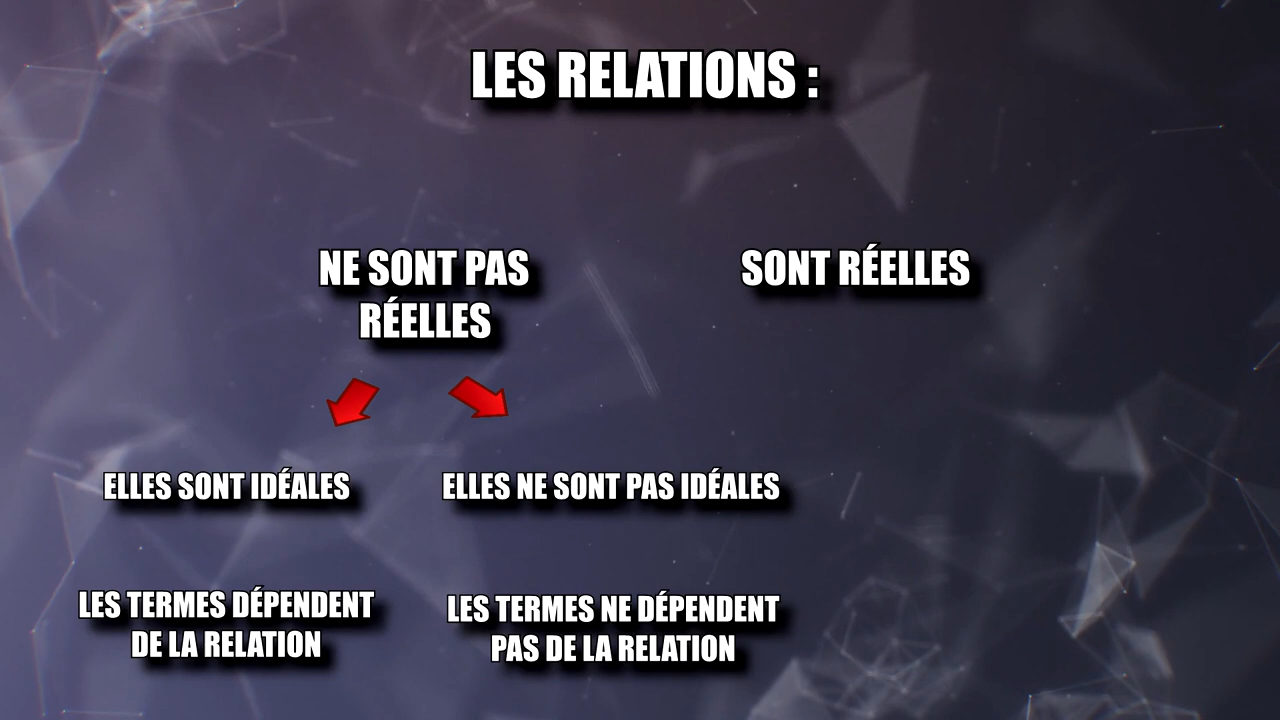 LES RELATIONS :
NE SONT PAS
RÉELLES
SONT RÉELLES
ELLES SONT IDÉALES
ELLES NE SONT PAS IDÉALES
LES TERMES DÉPENDENT
DE LA RELATION
LES TERMES NE DÉPENDENT
PAS DE LA RELATION